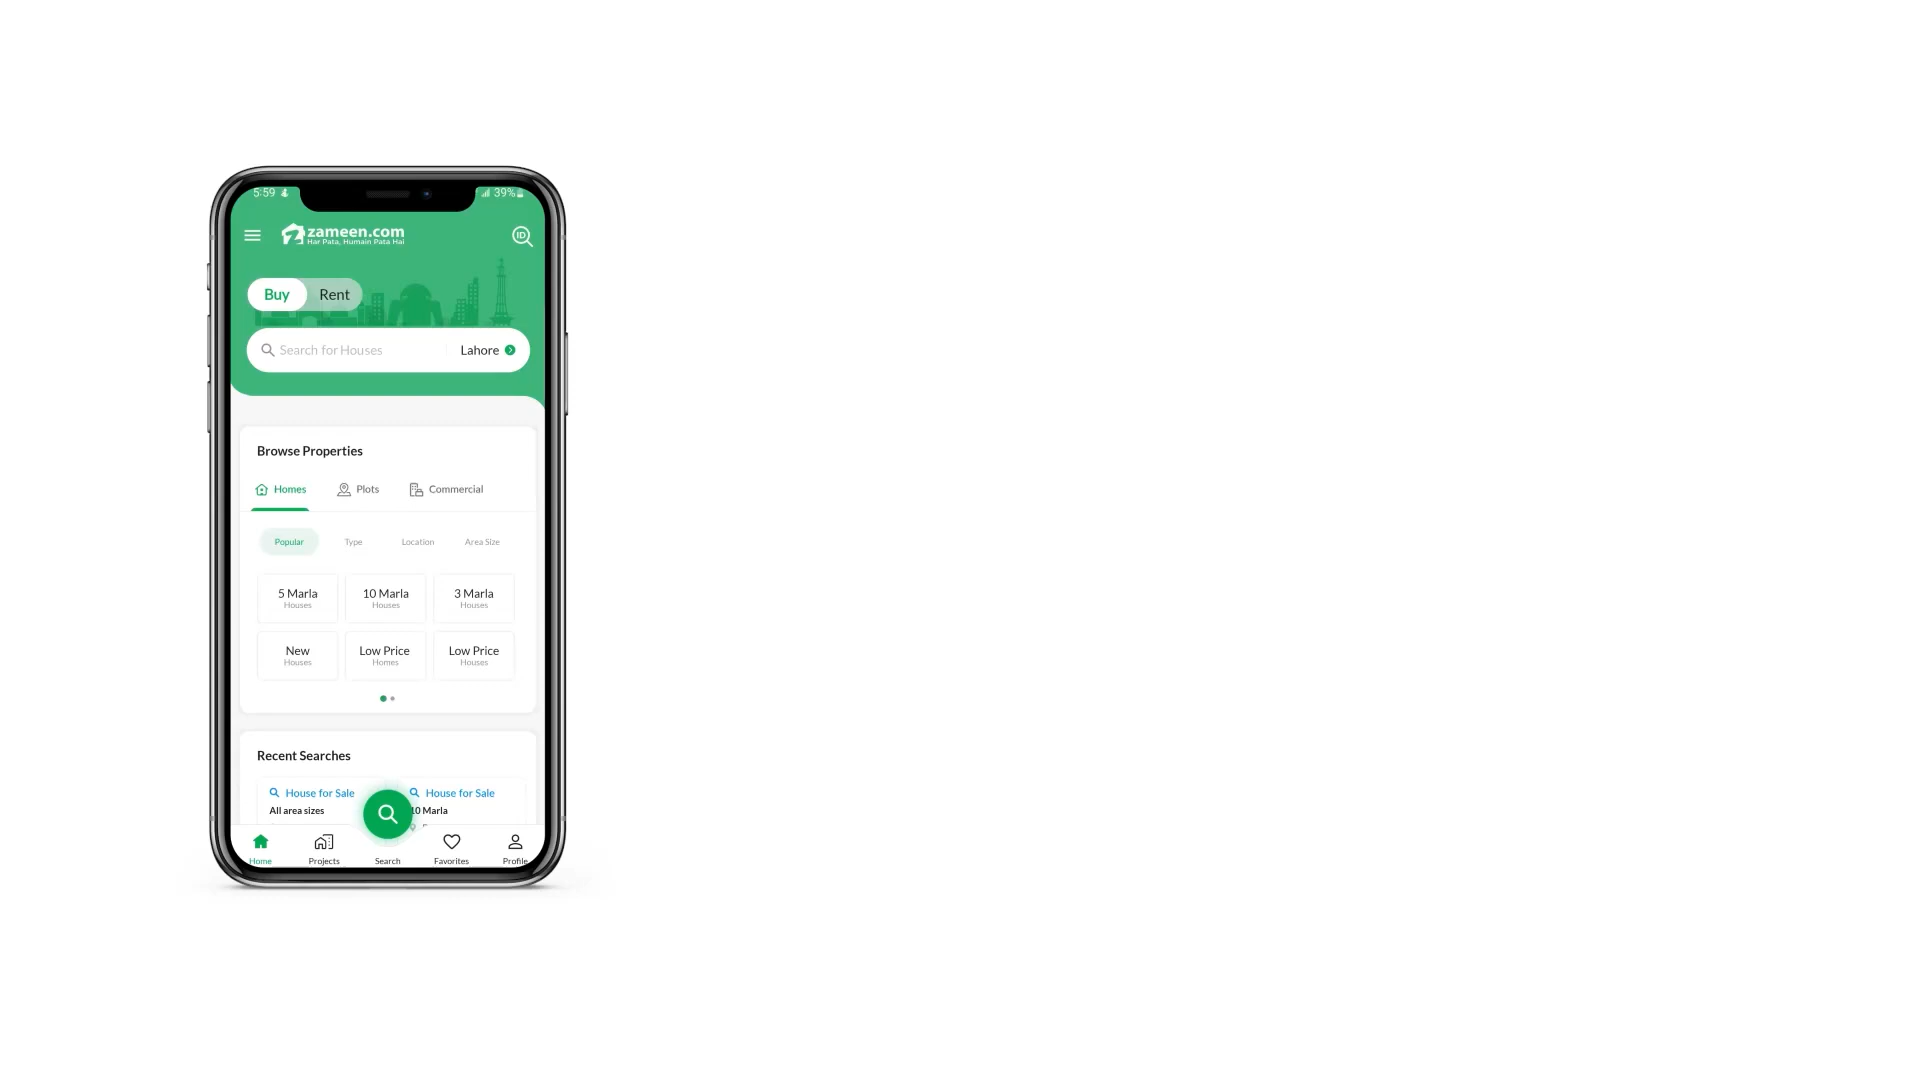 5:59
39%
zameen.com
Har Pata, Humain Pata Hai
ID
Buy Rent
Search for Houses Lahore
Browse Properties
Homes Plots Commercial
Popular Type Location Area Size
5 Marla 10 Marla 3 Marla
Houses Houses Houses
New Low Price Low Price
Houses Homes Houses
Recent Searches
House for Sale House for Sale
All area sizes 10 Marla
Home Projects Search Favorites Profile